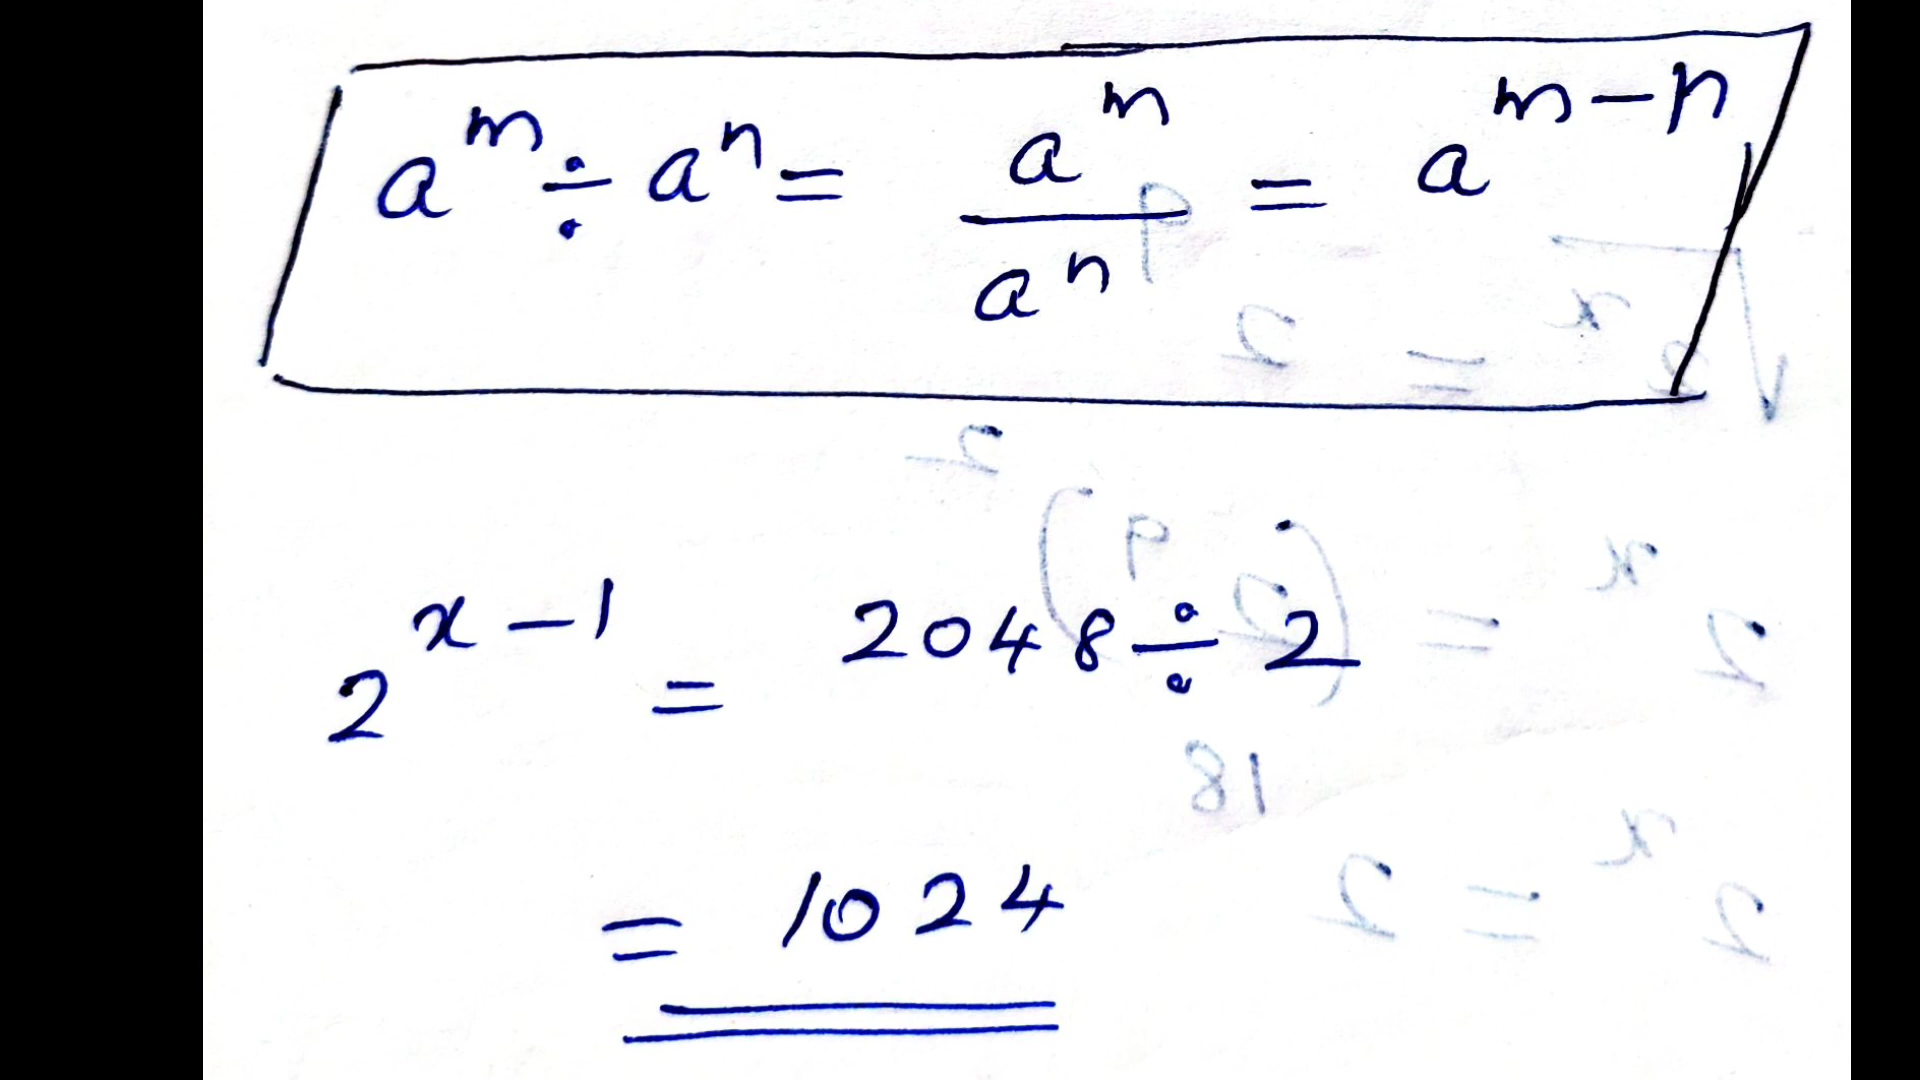 a^m ÷ a^n = a^m / a^n = a^(m-n)
2^(x-1) = 2048 ÷ 2
= 1024